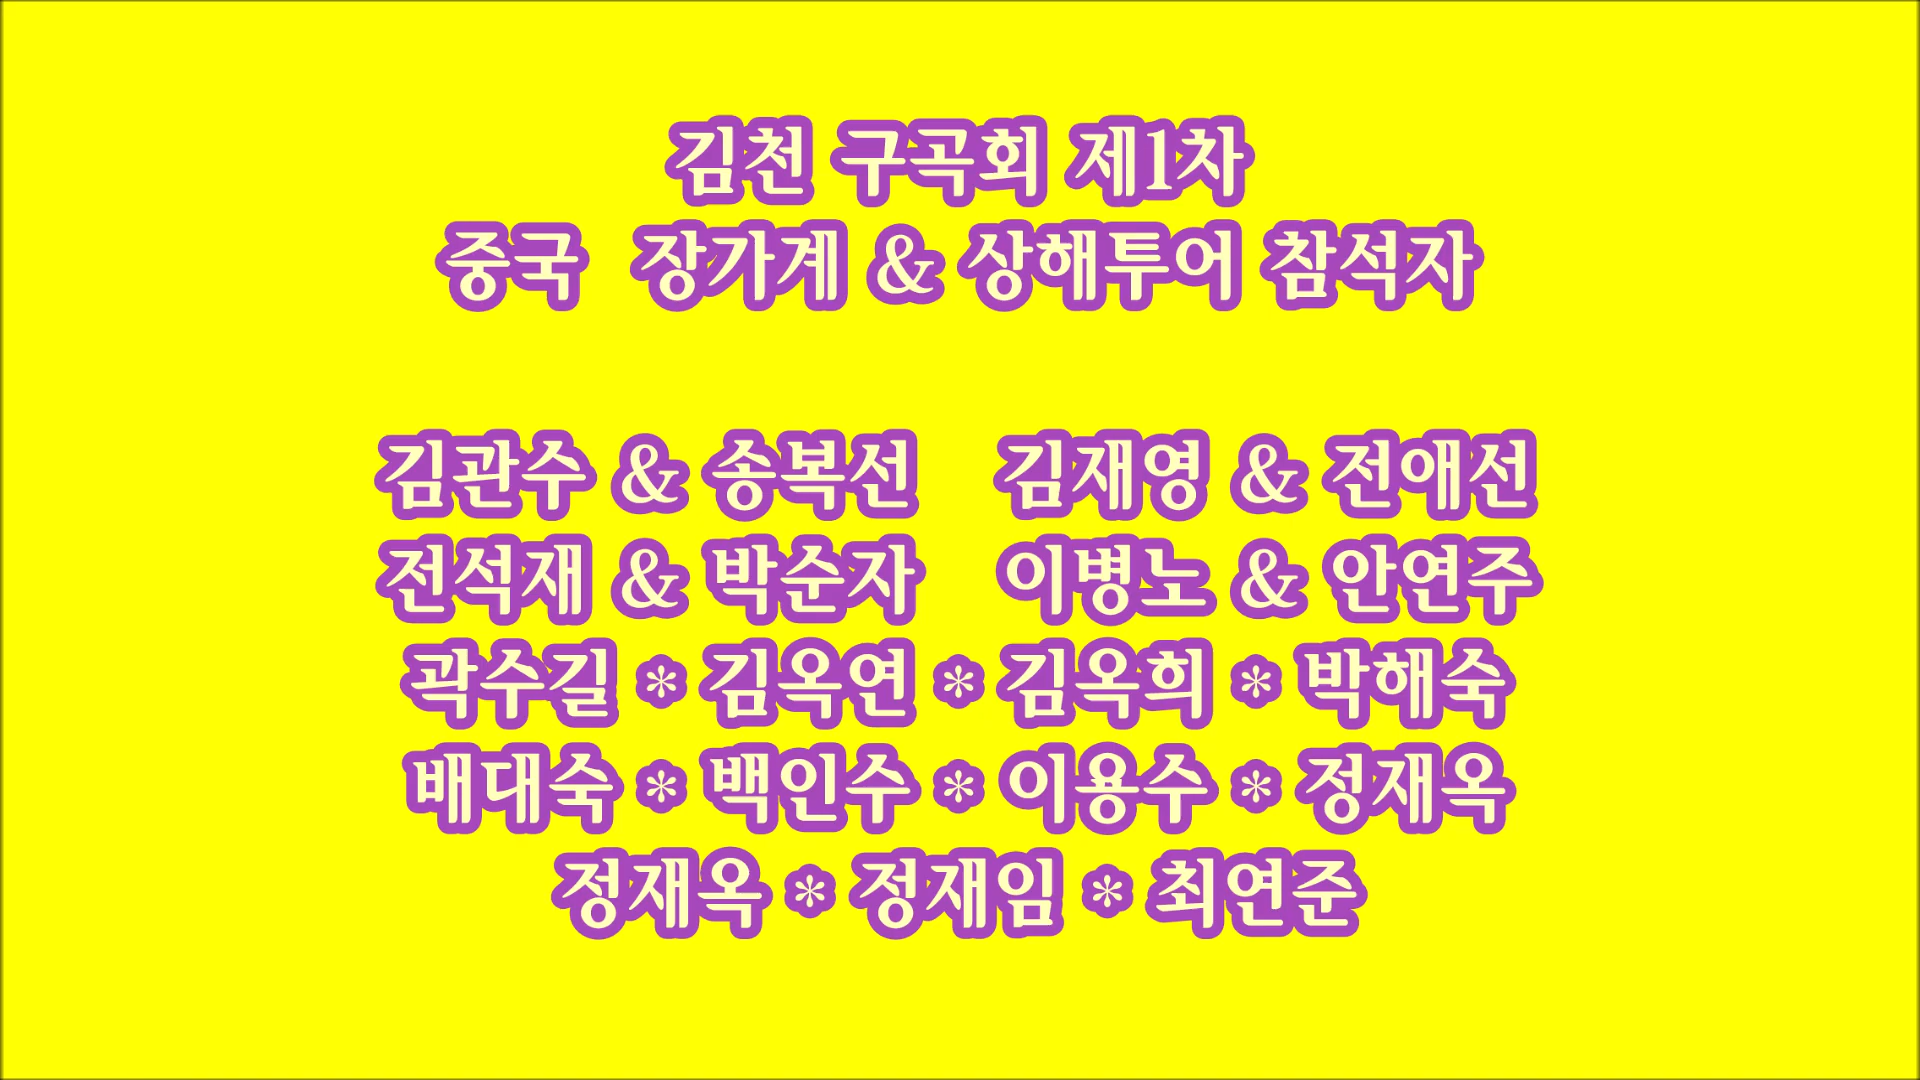 김천 구곡회 제1차
중국 장가계 & 상해투어 참석자
김관수 & 송복선 김재영 & 전애선
전석재 & 박순자 이병노 & 안연주
곽수길 * 김옥연 * 김옥희 * 박해숙
배대숙 * 백인수 * 이용수 * 정재옥
정재옥 * 정재임 * 최연준